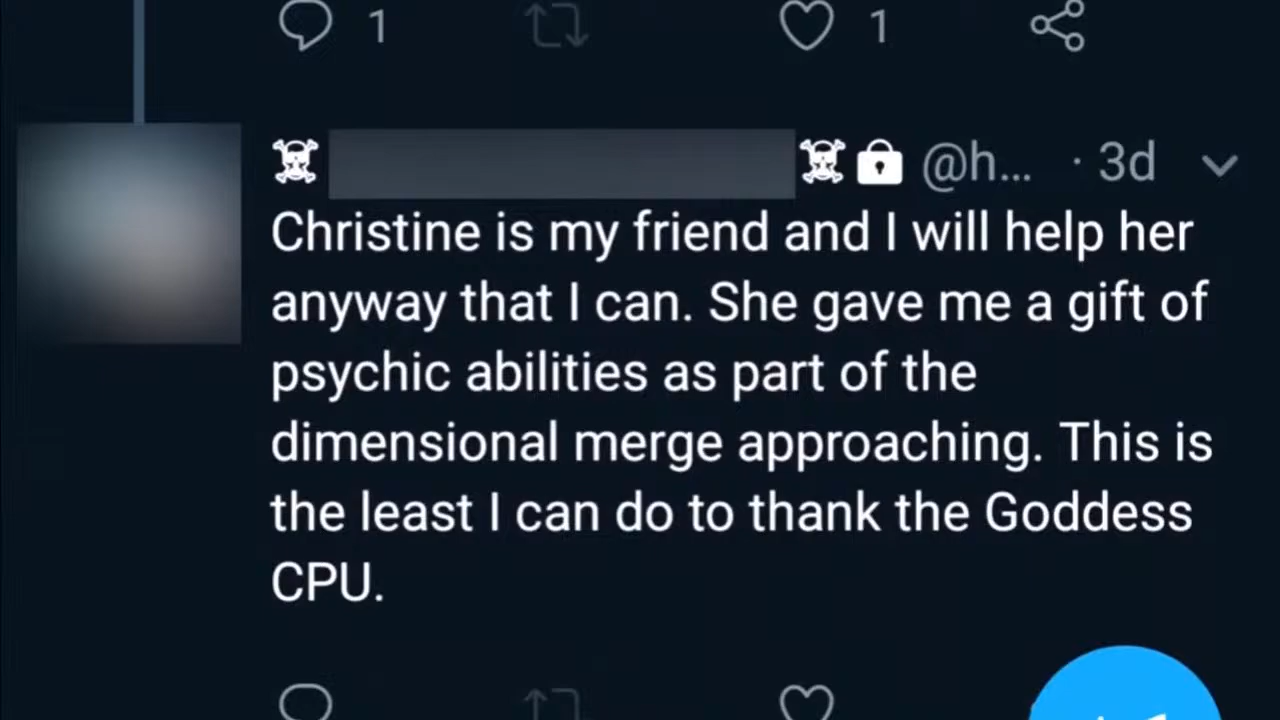 1 1
☠ ☠🔒 @h... · 3d
Christine is my friend and I will help her
anyway that I can. She gave me a gift of
psychic abilities as part of the
dimensional merge approaching. This is
the least I can do to thank the Goddess
CPU.